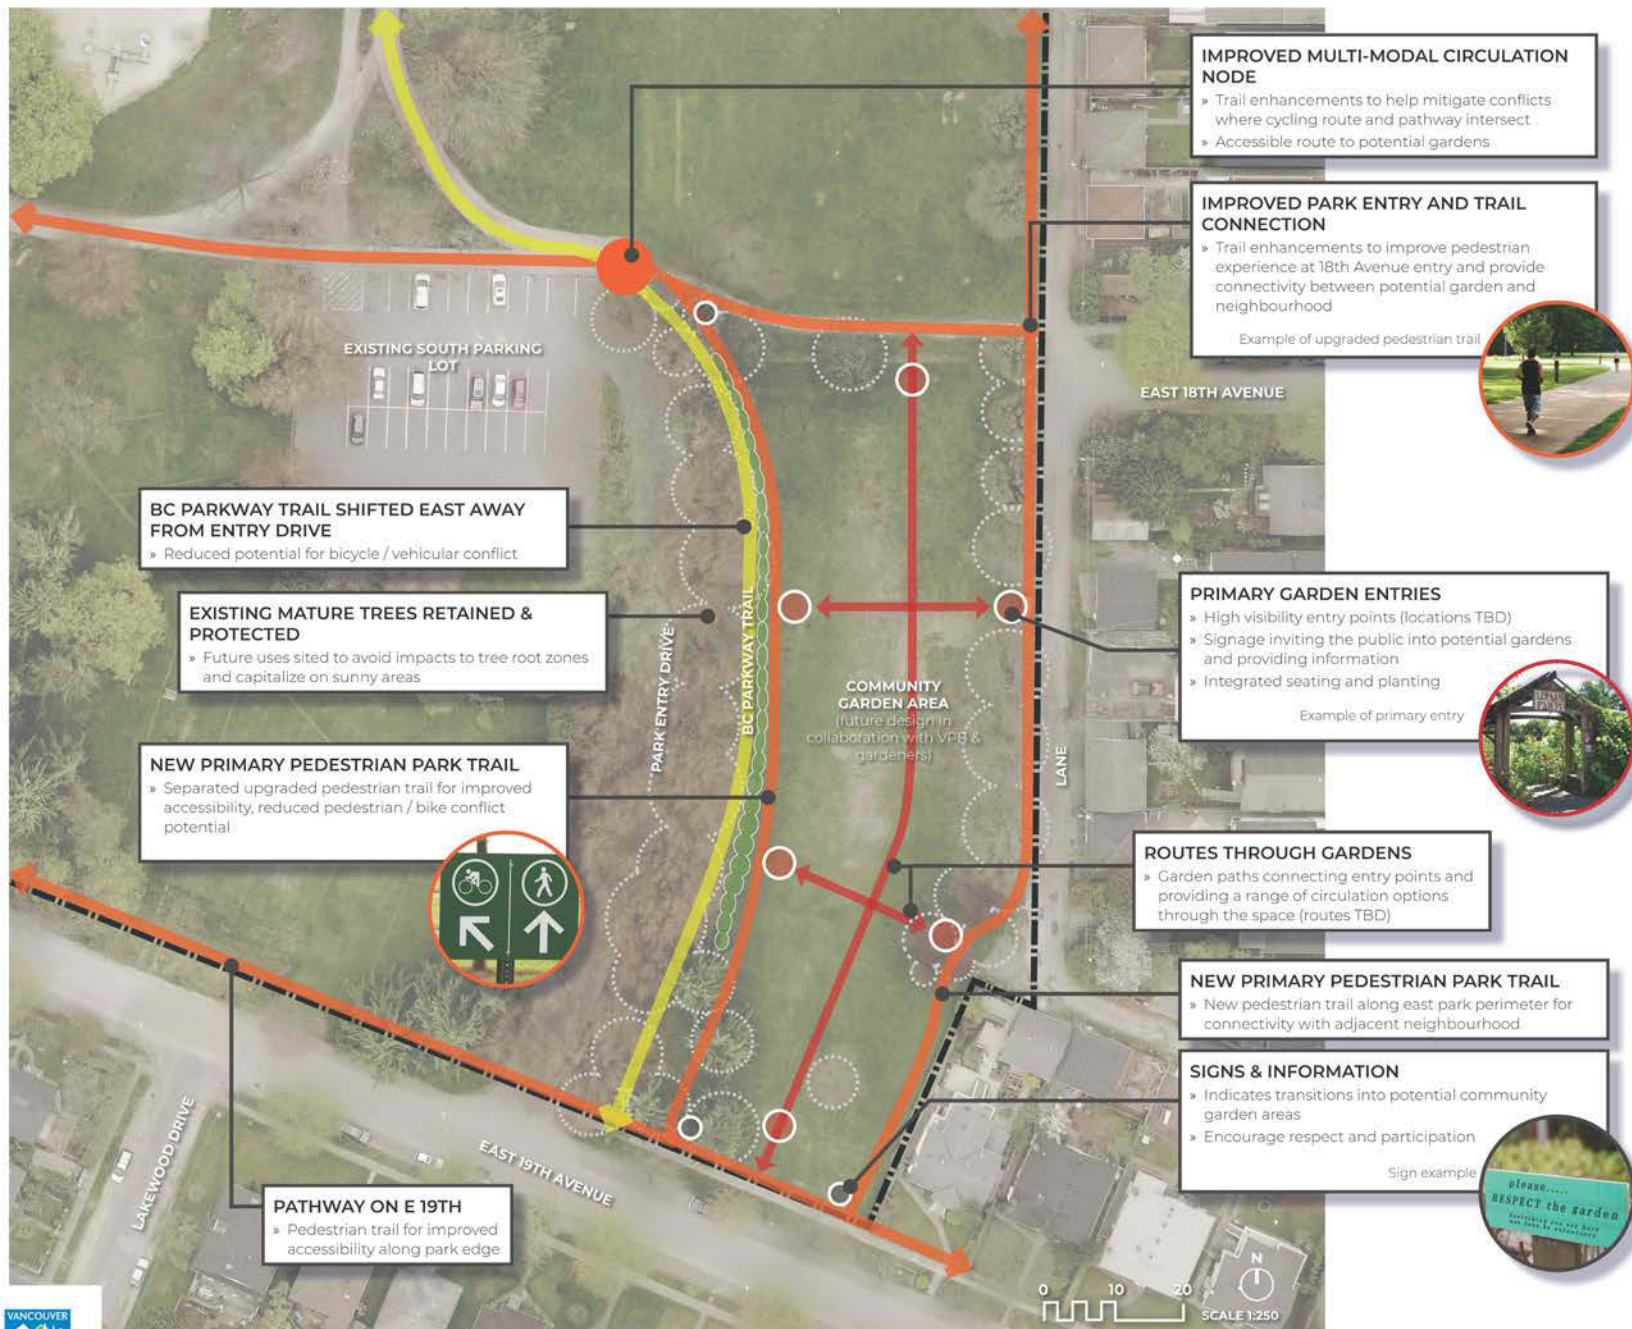 IMPROVED MULTI-MODAL CIRCULATION
NODE
» Trail enhancements to help mitigate conflicts
where cycling route and pathway intersect
» Accessible route to potential gardens
IMPROVED PARK ENTRY AND TRAIL
CONNECTION
» Trail enhancements to improve pedestrian
experience at 18th Avenue entry and provide
connectivity between potential garden and
neighbourhood
Example of upgraded pedestrian trail
EXISTING SOUTH PARKING
LOT
EAST 18TH AVENUE
BC PARKWAY TRAIL SHIFTED EAST AWAY
FROM ENTRY DRIVE
» Reduced potential for bicycle / vehicular conflict
EXISTING MATURE TREES RETAINED &
PROTECTED
» Future uses sited to avoid impacts to tree root zones
and capitalize on sunny areas
PARK ENTRY DRIVE
BC PARKWAY TRAIL
COMMUNITY
GARDEN AREA
(future design in
collaboration with VPB &
gardeners)
LANE
PRIMARY GARDEN ENTRIES
» High visibility entry points (locations TBD)
» Signage inviting the public into potential gardens
and providing information
» Integrated seating and planting
Example of primary entry
NEW PRIMARY PEDESTRIAN PARK TRAIL
» Separated upgraded pedestrian trail for improved
accessibility, reduced pedestrian / bike conflict
potential
ROUTES THROUGH GARDENS
» Garden paths connecting entry points and
providing a range of circulation options
through the space (routes TBD)
NEW PRIMARY PEDESTRIAN PARK TRAIL
» New pedestrian trail along east park perimeter for
connectivity with adjacent neighbourhood
SIGNS & INFORMATION
» Indicates transitions into potential community
garden areas
» Encourage respect and participation
Sign example
please.....
RESPECT the garden
LAKEWOOD DRIVE
EAST 19TH AVENUE
PATHWAY ON E 19TH
» Pedestrian trail for improved
accessibility along park edge
0 10 20
N
SCALE 1:250
VANCOUVER